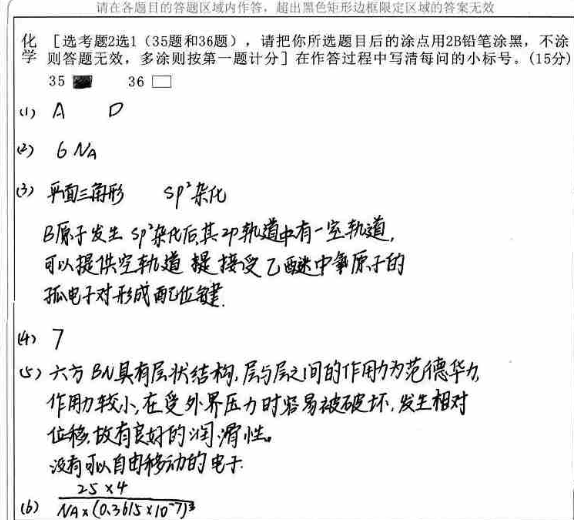 请在各题目的答题区域内作答，超出黑色矩形边框限定区域的答案无效
化学 [选考题2选1（35题和36题），请把你所选题目后的涂点用2B铅笔涂黑，不涂
则答题无效，多涂则按第一题计分] 在作答过程中写清每问的小标号。(15分)
35 36
(1) A D
(2) 6NA
(3) 平面三角形 sp²杂化
B原子发生 sp²杂化后,其2p轨道中有一空轨道,
可以提供空轨道 提 接受乙醚中氧原子的
孤电子对形成配位键.
(4) 7
(5) 六方BN具有层状结构,层与层之间的作用力为范德华力,
作用力较小,在受外界压力时容易被破坏,发生相对
位移,故有良好的润滑性。
没有可以自由移动的电子.
(6) 25×4
NA×(0.3615×10⁻⁷)³